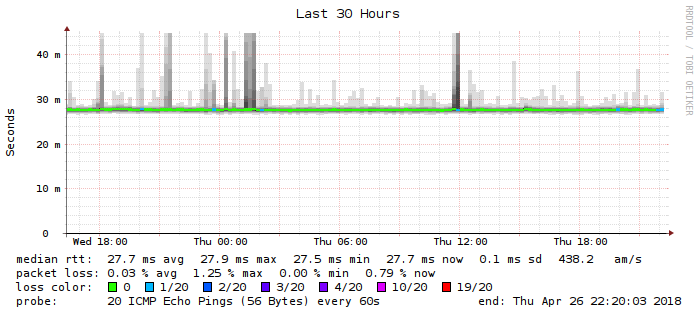 Last 30 Hours
RRDTOOL / TOBI OETIKER
Seconds
40 m
30 m
20 m
10 m
0
Wed 18:00 Thu 00:00 Thu 06:00 Thu 12:00 Thu 18:00
median rtt: 27.7 ms avg 27.9 ms max 27.5 ms min 27.7 ms now 0.1 ms sd 438.2 am/s
packet loss: 0.03 % avg 1.25 % max 0.00 % min 0.79 % now
loss color: 0 1/20 2/20 3/20 4/20 10/20 19/20
probe: 20 ICMP Echo Pings (56 Bytes) every 60s end: Thu Apr 26 22:20:03 2018